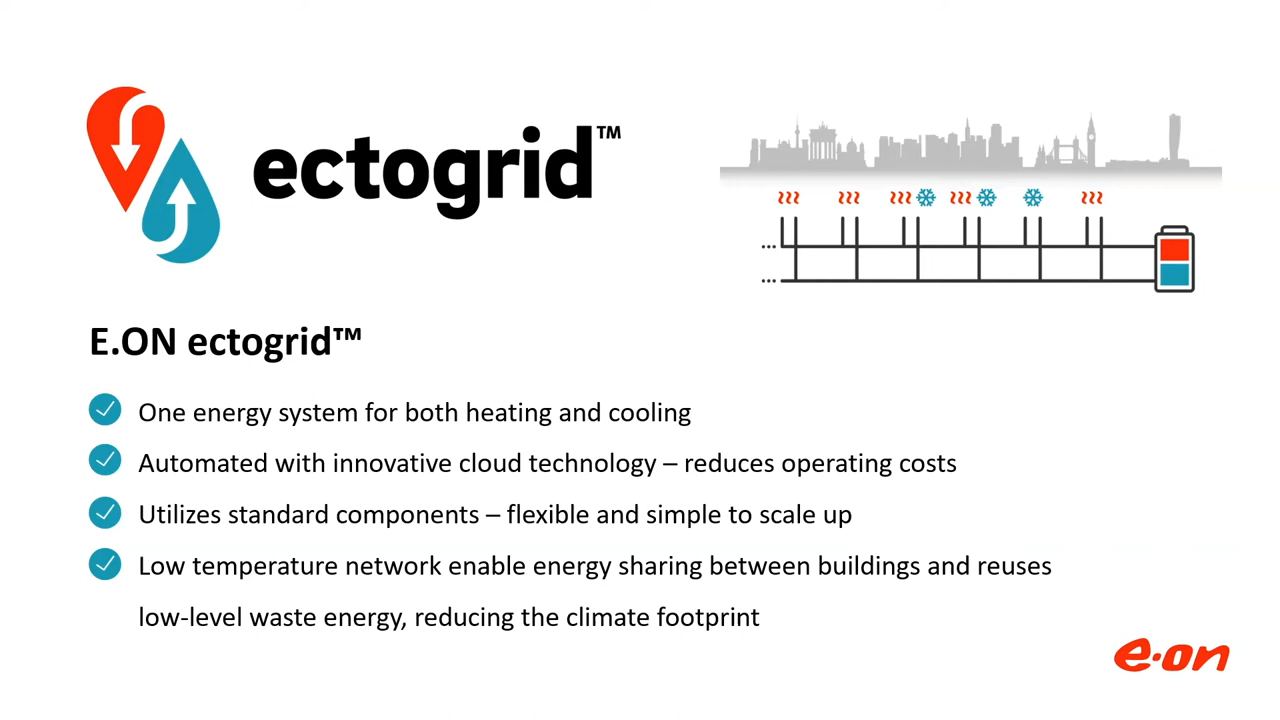 ectogrid™
E.ON ectogrid™
One energy system for both heating and cooling
Automated with innovative cloud technology – reduces operating costs
Utilizes standard components – flexible and simple to scale up
Low temperature network enable energy sharing between buildings and reuses
low-level waste energy, reducing the climate footprint
e·on